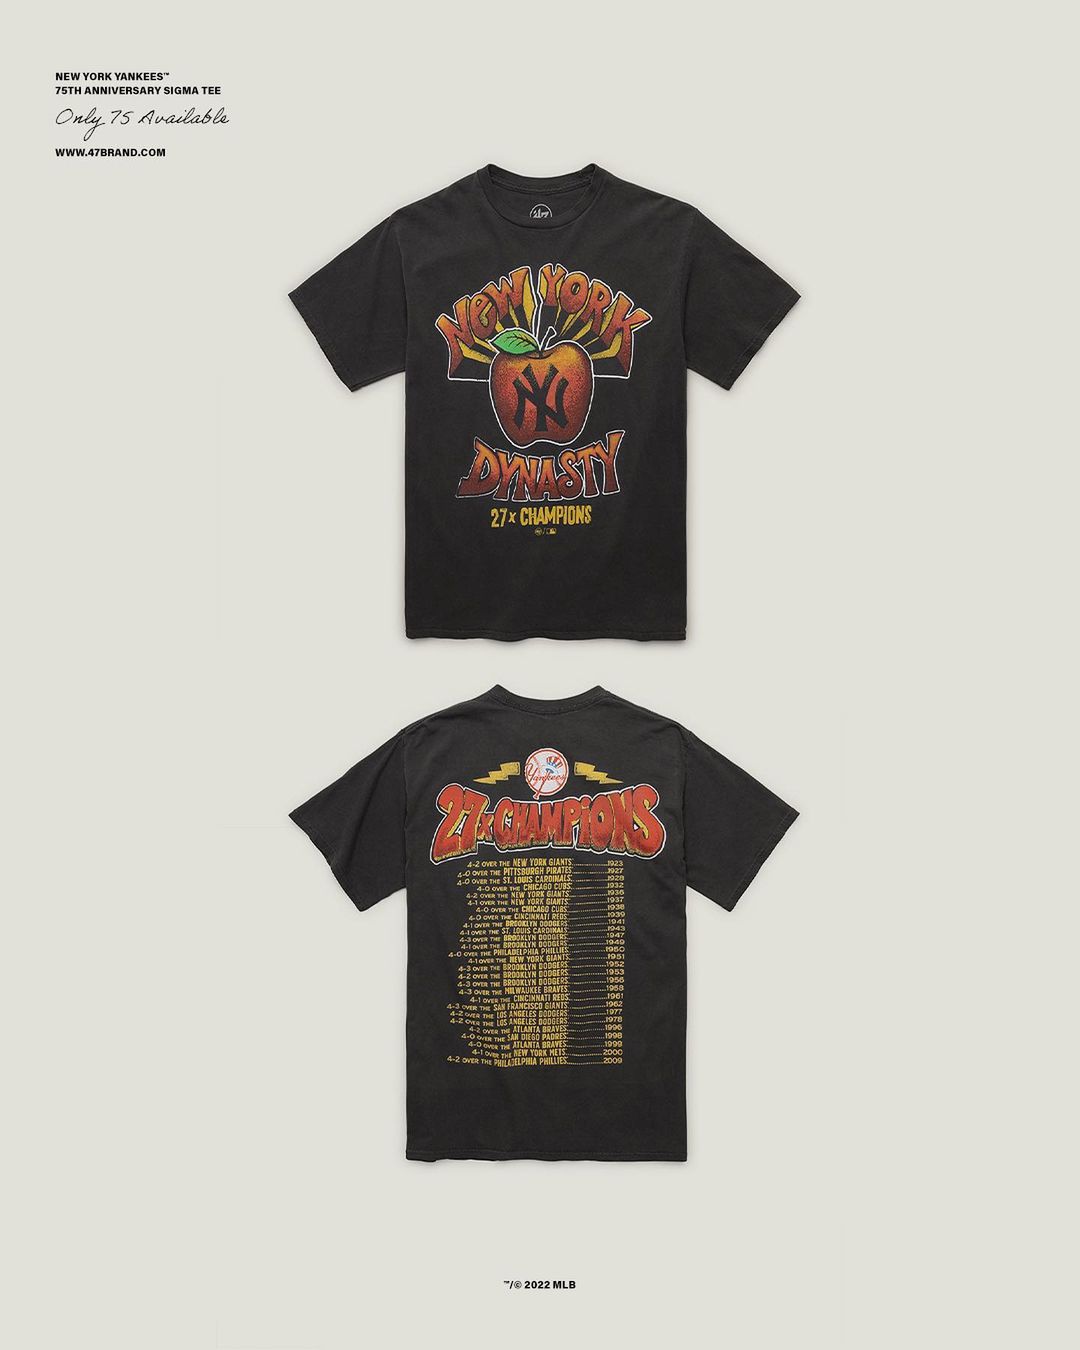 NEW YORK YANKEES™
75TH ANNIVERSARY SIGMA TEE
Only 75 Available
WWW.47BRAND.COM
47
NEW YORK
NY
DYNASTY
27x CHAMPIONS
Yankees
27x CHAMPIONS
4-2 OVER THE NEW YORK GIANTS..............1923
4-0 OVER THE PITTSBURGH PIRATES..............1927
4-0 OVER THE ST. LOUIS CARDINALS..............1928
4-0 OVER THE CHICAGO CUBS..............1932
4-2 OVER THE NEW YORK GIANTS..............1936
4-1 OVER THE NEW YORK GIANTS..............1937
4-0 OVER THE CHICAGO CUBS..............1938
4-0 OVER THE CINCINNATI REDS..............1939
4-1 OVER THE BROOKLYN DODGERS..............1941
4-1 OVER THE ST. LOUIS CARDINALS..............1943
4-3 OVER THE BROOKLYN DODGERS..............1947
4-1 OVER THE BROOKLYN DODGERS..............1949
4-0 OVER THE PHILADELPHIA PHILLIES..............1950
4-1 OVER THE NEW YORK GIANTS..............1951
4-3 OVER THE BROOKLYN DODGERS..............1952
4-2 OVER THE BROOKLYN DODGERS..............1953
4-3 OVER THE BROOKLYN DODGERS..............1956
4-3 OVER THE MILWAUKEE BRAVES..............1958
4-1 OVER THE CINCINNATI REDS..............1961
4-3 OVER THE SAN FRANCISCO GIANTS..............1962
4-2 OVER THE LOS ANGELES DODGERS..............1977
4-2 OVER THE LOS ANGELES DODGERS..............1978
4-2 OVER THE ATLANTA BRAVES..............1996
4-0 OVER THE SAN DIEGO PADRES..............1998
4-0 OVER THE ATLANTA BRAVES..............1999
4-1 OVER THE NEW YORK METS..............2000
4-2 OVER THE PHILADELPHIA PHILLIES..............2009
™/© 2022 MLB